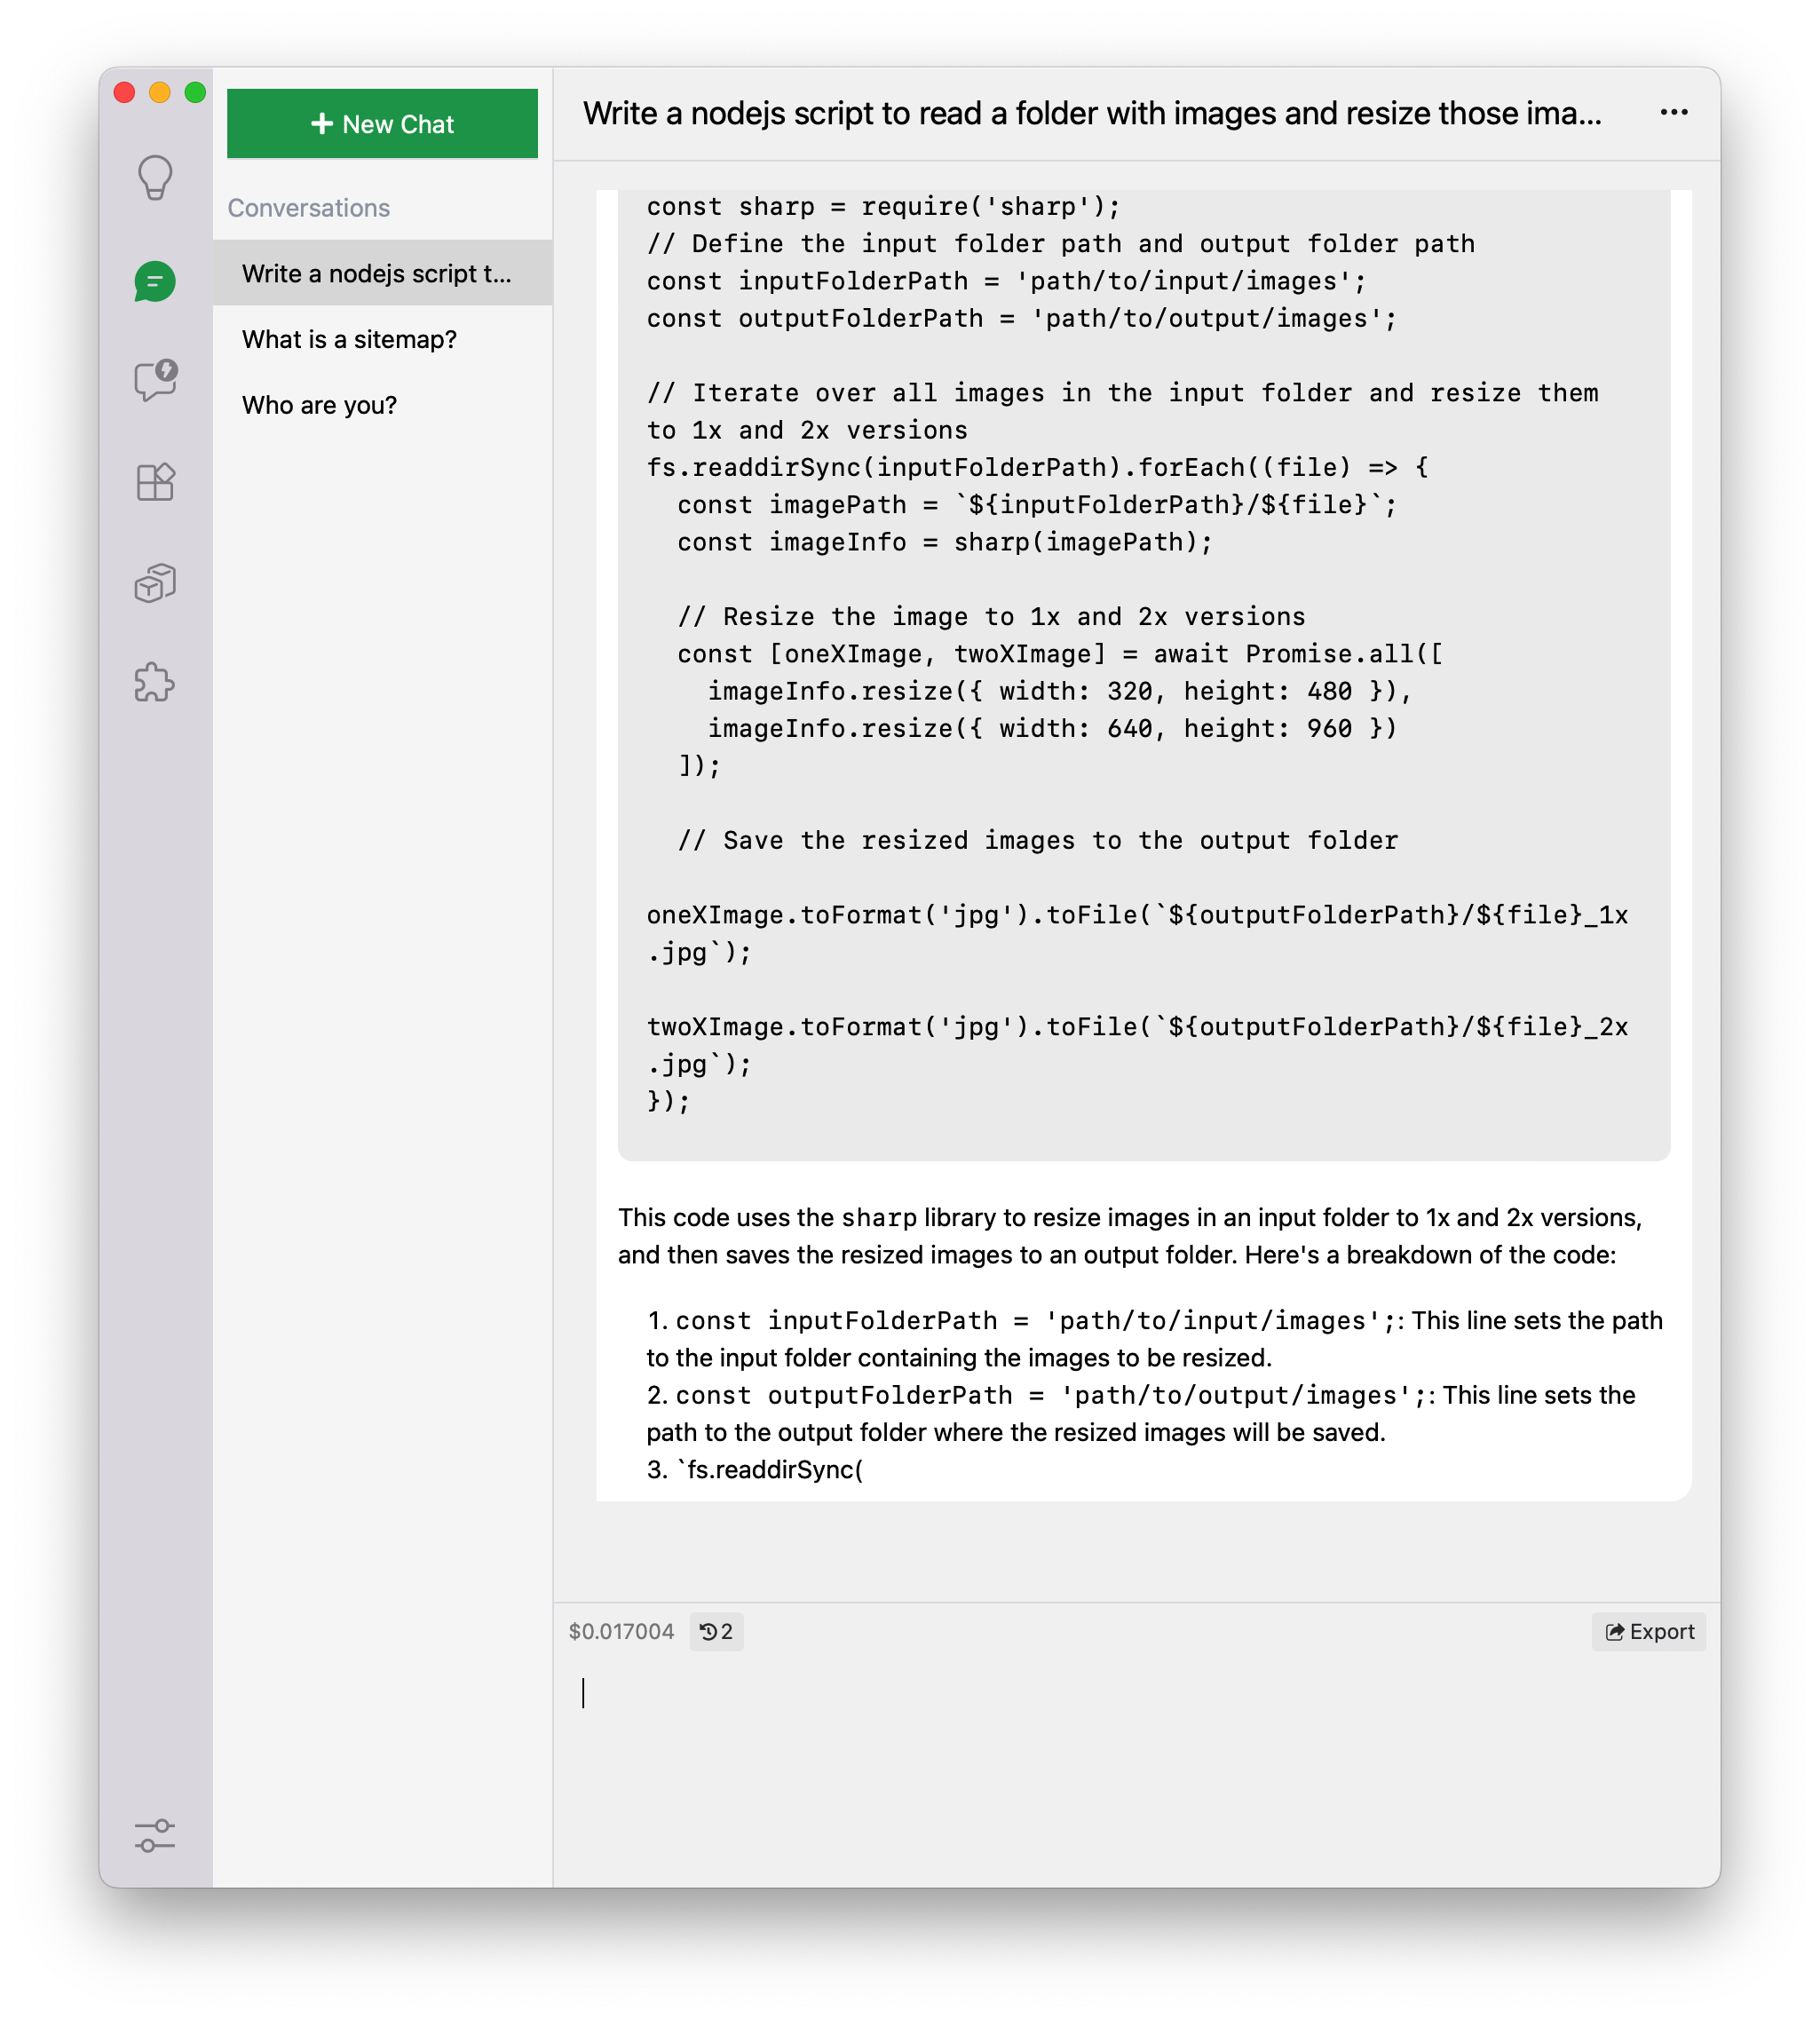 New Chat
Conversations
Write a nodejs script t...
What is a sitemap?
Who are you?
Write a nodejs script to read a folder with images and resize those ima...
const sharp = require('sharp');
// Define the input folder path and output folder path
const inputFolderPath = 'path/to/input/images';
const outputFolderPath = 'path/to/output/images';
// Iterate over all images in the input folder and resize them
to 1x and 2x versions
fs.readdirSync(inputFolderPath).forEach((file) => {
  const imagePath = `${inputFolderPath}/${file}`;
  const imageInfo = sharp(imagePath);
  // Resize the image to 1x and 2x versions
  const [oneXImage, twoXImage] = await Promise.all([
    imageInfo.resize({ width: 320, height: 480 }),
    imageInfo.resize({ width: 640, height: 960 })
  ]);
  // Save the resized images to the output folder
oneXImage.toFormat('jpg').toFile(`${outputFolderPath}/${file}_1x
.jpg`);
twoXImage.toFormat('jpg').toFile(`${outputFolderPath}/${file}_2x
.jpg`);
});
This code uses the sharp library to resize images in an input folder to 1x and 2x versions,
and then saves the resized images to an output folder. Here's a breakdown of the code:
1. const inputFolderPath = 'path/to/input/images';: This line sets the path
to the input folder containing the images to be resized.
2. const outputFolderPath = 'path/to/output/images';: This line sets the
path to the output folder where the resized images will be saved.
3. `fs.readdirSync(
$0.017004
2
Export